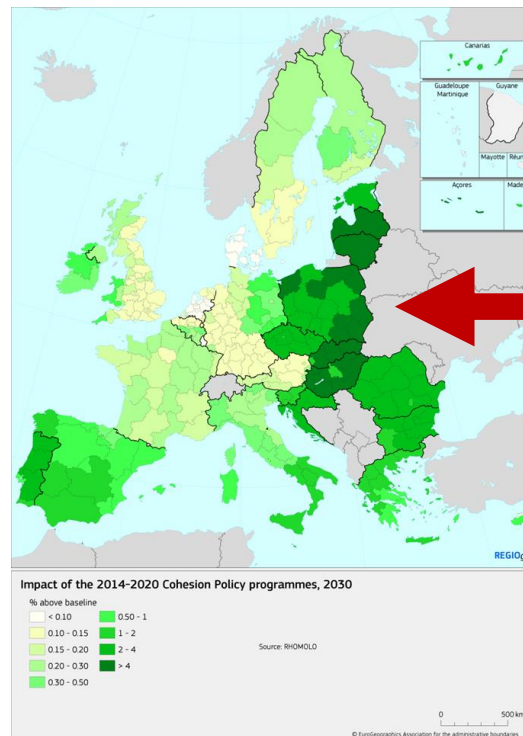 Canarias
Guadeloupe
Martinique
Guyane
Mayotte
Açores
REGIO
Impact of the 2014-2020 Cohesion Policy programmes, 2030
% above baseline
< 0.10
0.10 - 0.15
0.15 - 0.20
0.20 - 0.30
0.30 - 0.50
0.50 - 1
1 - 2
2 - 4
> 4
Source: RHOMOLO
0
500 km
© EuroGeographics Association for the administrative boundaries